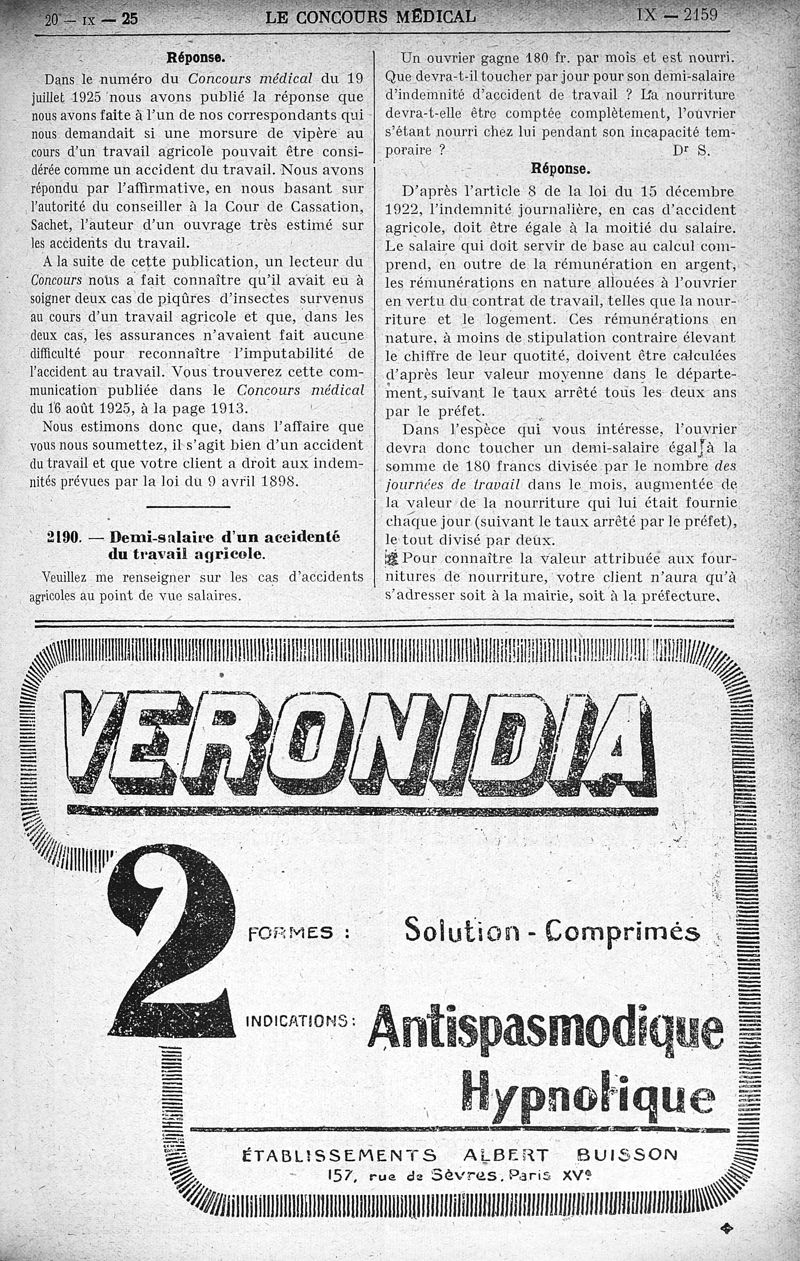 20 — IX — 25 LE CONCOURS MÉDICAL IX — 2159
Réponse.
Dans le numéro du Concours médical du 19
juillet 1925 nous avons publié la réponse que
nous avons faite à l'un de nos correspondants qui
nous demandait si une morsure de vipère au
cours d'un travail agricole pouvait être consi-
dérée comme un accident du travail. Nous avons
répondu par l'affirmative, en nous basant sur
l'autorité du conseiller à la Cour de Cassation,
Sachet, l'auteur d'un ouvrage très estimé sur
les accidents du travail.
A la suite de cette publication, un lecteur du
Concours nous a fait connaître qu'il avait eu à
soigner deux cas de piqûres d'insectes survenus
au cours d'un travail agricole et que, dans les
deux cas, les assurances n'avaient fait aucune
difficulté pour reconnaître l'imputabilité de
l'accident au travail. Vous trouverez cette com-
munication publiée dans le Concours médical
du 16 août 1925, à la page 1913.
Nous estimons donc que, dans l'affaire que
vous nous soumettez, il s'agit bien d'un accident
du travail et que votre client a droit aux indem-
nités prévues par la loi du 9 avril 1898.
2190. — Demi-salaire d'un accidenté
du travail agricole.
Veuillez me renseigner sur les cas d'accidents
agricoles au point de vue salaires.
Un ouvrier gagne 180 fr. par mois et est nourri.
Que devra-t-il toucher par jour pour son demi-salaire
d'indemnité d'accident de travail ? La nourriture
devra-t-elle être comptée complètement, l'ouvrier
s'étant nourri chez lui pendant son incapacité tem-
poraire ? Dr S.
Réponse.
D'après l'article 8 de la loi du 15 décembre
1922, l'indemnité journalière, en cas d'accident
agricole, doit être égale à la moitié du salaire.
Le salaire qui doit servir de base au calcul com-
prend, en outre de la rémunération en argent,
les rémunérations en nature allouées à l'ouvrier
en vertu du contrat de travail, telles que la nour-
riture et le logement. Ces rémunérations en
nature, à moins de stipulation contraire élevant
le chiffre de leur quotité, doivent être calculées
d'après leur valeur moyenne dans le départe-
ment, suivant le taux arrêté tous les deux ans
par le préfet.
Dans l'espèce qui vous intéresse, l'ouvrier
devra donc toucher un demi-salaire égal à la
somme de 180 francs divisée par le nombre des
journées de travail dans le mois, augmentée de
la valeur de la nourriture qui lui était fournie
chaque jour (suivant le taux arrêté par le préfet),
le tout divisé par deux.
Pour connaître la valeur attribuée aux four-
nitures de nourriture, votre client n'aura qu'à
s'adresser soit à la mairie, soit à la préfecture.
VERONIDIA
2 FORMES : Solution - Comprimés
INDICATIONS : Antispasmodique
Hypnotique
ÉTABLISSEMENTS ALBERT BUISSON
157, rue de Sèvres, Paris XVe